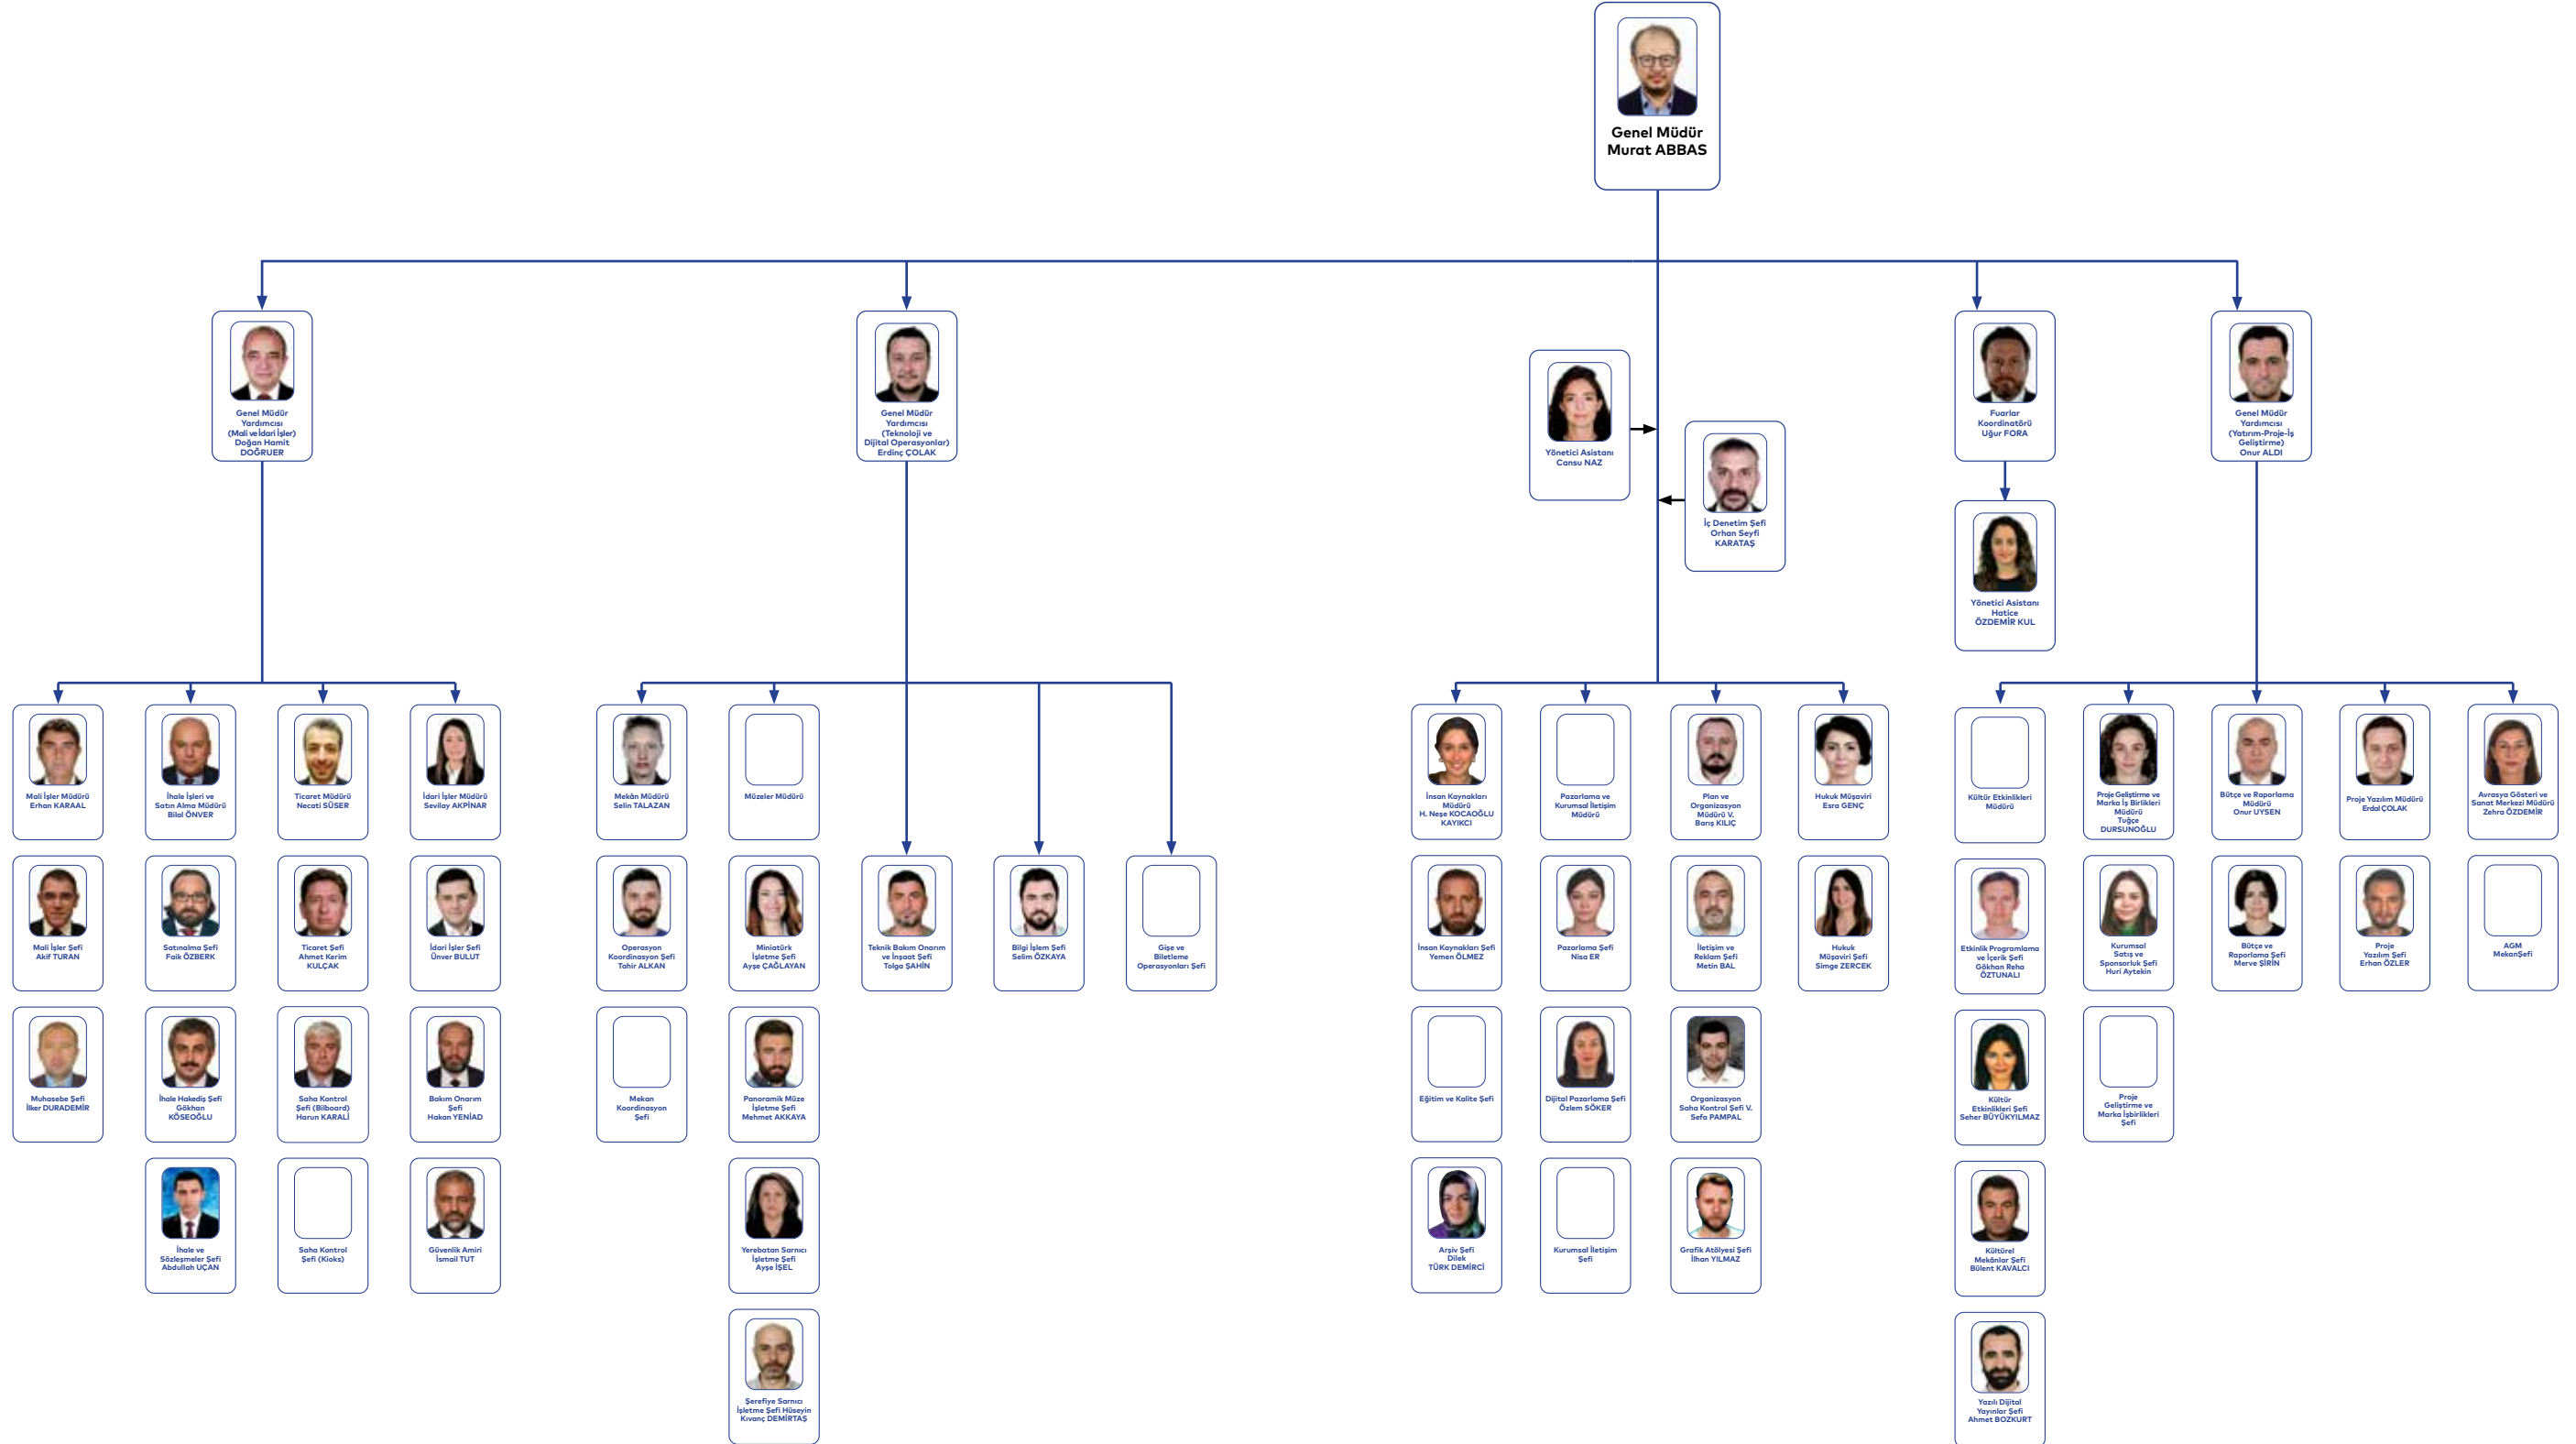 Genel Müdür
Murat ABBAS
Genel Müdür
Yardımcısı
(Mali ve İdari İşler)
Doğan Hamit
DOĞRUER
Genel Müdür
Yardımcısı
(Teknoloji ve
Dijital Operasyonlar)
Erdinç ÇOLAK
Yönetici Asistanı
Cansu NAZ
İç Denetim Şefi
Orhan Seyfi
KARATAŞ
Fuarlar
Koordinatörü
Uğur FORA
Yönetici Asistanı
Hatice
ÖZDEMİR KUL
Genel Müdür
Yardımcısı
(Yatırım-Proje-İş
Geliştirme)
Onur ALDI
Mali İşler Müdürü
Erhan KARAAL
İhale İşleri ve
Satın Alma Müdürü
Bilal ÖNVER
Ticaret Müdürü
Necati SÜSER
İdari İşler Müdürü
Sevilay AKPİNAR
Mekân Müdürü
Selin TALAZAN
Müzeler Müdürü
İnsan Kaynakları
Müdürü
H. Neşe KOCAOĞLU
KAYIKCI
Pazarlama ve
Kurumsal İletişim
Müdürü
Plan ve
Organizasyon
Müdürü V.
Barış KILIÇ
Hukuk Müşaviri
Esra GENÇ
Kültür Etkinlikleri
Müdürü
Proje Geliştirme ve
Marka İş Birlikleri
Müdürü
Tuğçe
DURSUNOĞLU
Bütçe ve Raporlama
Müdürü
Onur UYSEN
Proje Yazılım Müdürü
Erdal ÇOLAK
Avrasya Gösteri ve
Sanat Merkezi Müdürü
Zehra ÖZDEMİR
Mali İşler Şefi
Akif TURAN
Satınalma Şefi
Faik ÖZBERK
Ticaret Şefi
Ahmet Kerim
KULÇAK
İdari İşler Şefi
Ünver BULUT
Operasyon
Koordinasyon Şefi
Tahir ALKAN
Miniatürk
İşletme Şefi
Ayşe ÇAĞLAYAN
Teknik Bakım Onarım
ve İnşaat Şefi
Tolga ŞAHİN
Bilgi İşlem Şefi
Selim ÖZKAYA
Gişe ve
Biletleme
Operasyonları Şefi
İnsan Kaynakları Şefi
Yemen ÖLMEZ
Pazarlama Şefi
Nisa ER
İletişim ve
Reklam Şefi
Metin BAL
Hukuk
Müşaviri Şefi
Simge ZERCEK
Etkinlik Programlama
ve İçerik Şefi
Gökhan Reha
ÖZTUNALI
Kurumsal
Satış ve
Sponsorluk Şefi
Huri Aytekin
Bütçe ve
Raporlama Şefi
Merve ŞİRİN
Proje
Yazılım Şefi
Erhan ÖZLER
AGM
MekanŞefi
Muhasebe Şefi
İlker DURADEMİR
İhale Hakediş Şefi
Gökhan
KÖSEOĞLU
Saha Kontrol
Şefi (Bilboard)
Harun KARALİ
Bakım Onarım
Şefi
Hakan YENİAD
Mekan
Koordinasyon
Şefi
Panoramik Müze
İşletme Şefi
Mehmet AKKAYA
Eğitim ve Kalite Şefi
Dijital Pazarlama Şefi
Özlem SÖKER
Organizasyon
Saha Kontrol Şefi V.
Sefa PAMPAL
Kültür
Etkinlikleri Şefi
Seher BÜYÜKYILMAZ
Proje
Geliştirme ve
Marka İşbirlikleri
Şefi
İhale ve
Sözleşmeler Şefi
Abdullah UÇAN
Saha Kontrol
Şefi (Kioks)
Güvenlik Amiri
İsmail TUT
Yerebatan Sarnıcı
İşletme Şefi
Ayşe İŞEL
Arşiv Şefi
Dilek
TÜRK DEMİRCİ
Kurumsal İletişim
Şefi
Grafik Atölyesi Şefi
İlhan YILMAZ
Kültürel
Mekânlar Şefi
Bülent KAVALCI
Şerefiye Sarnıcı
İşletme Şefi Hüseyin
Kıvanç DEMİRTAŞ
Yazılı Dijital
Yayınlar Şefi
Ahmet BOZKURT